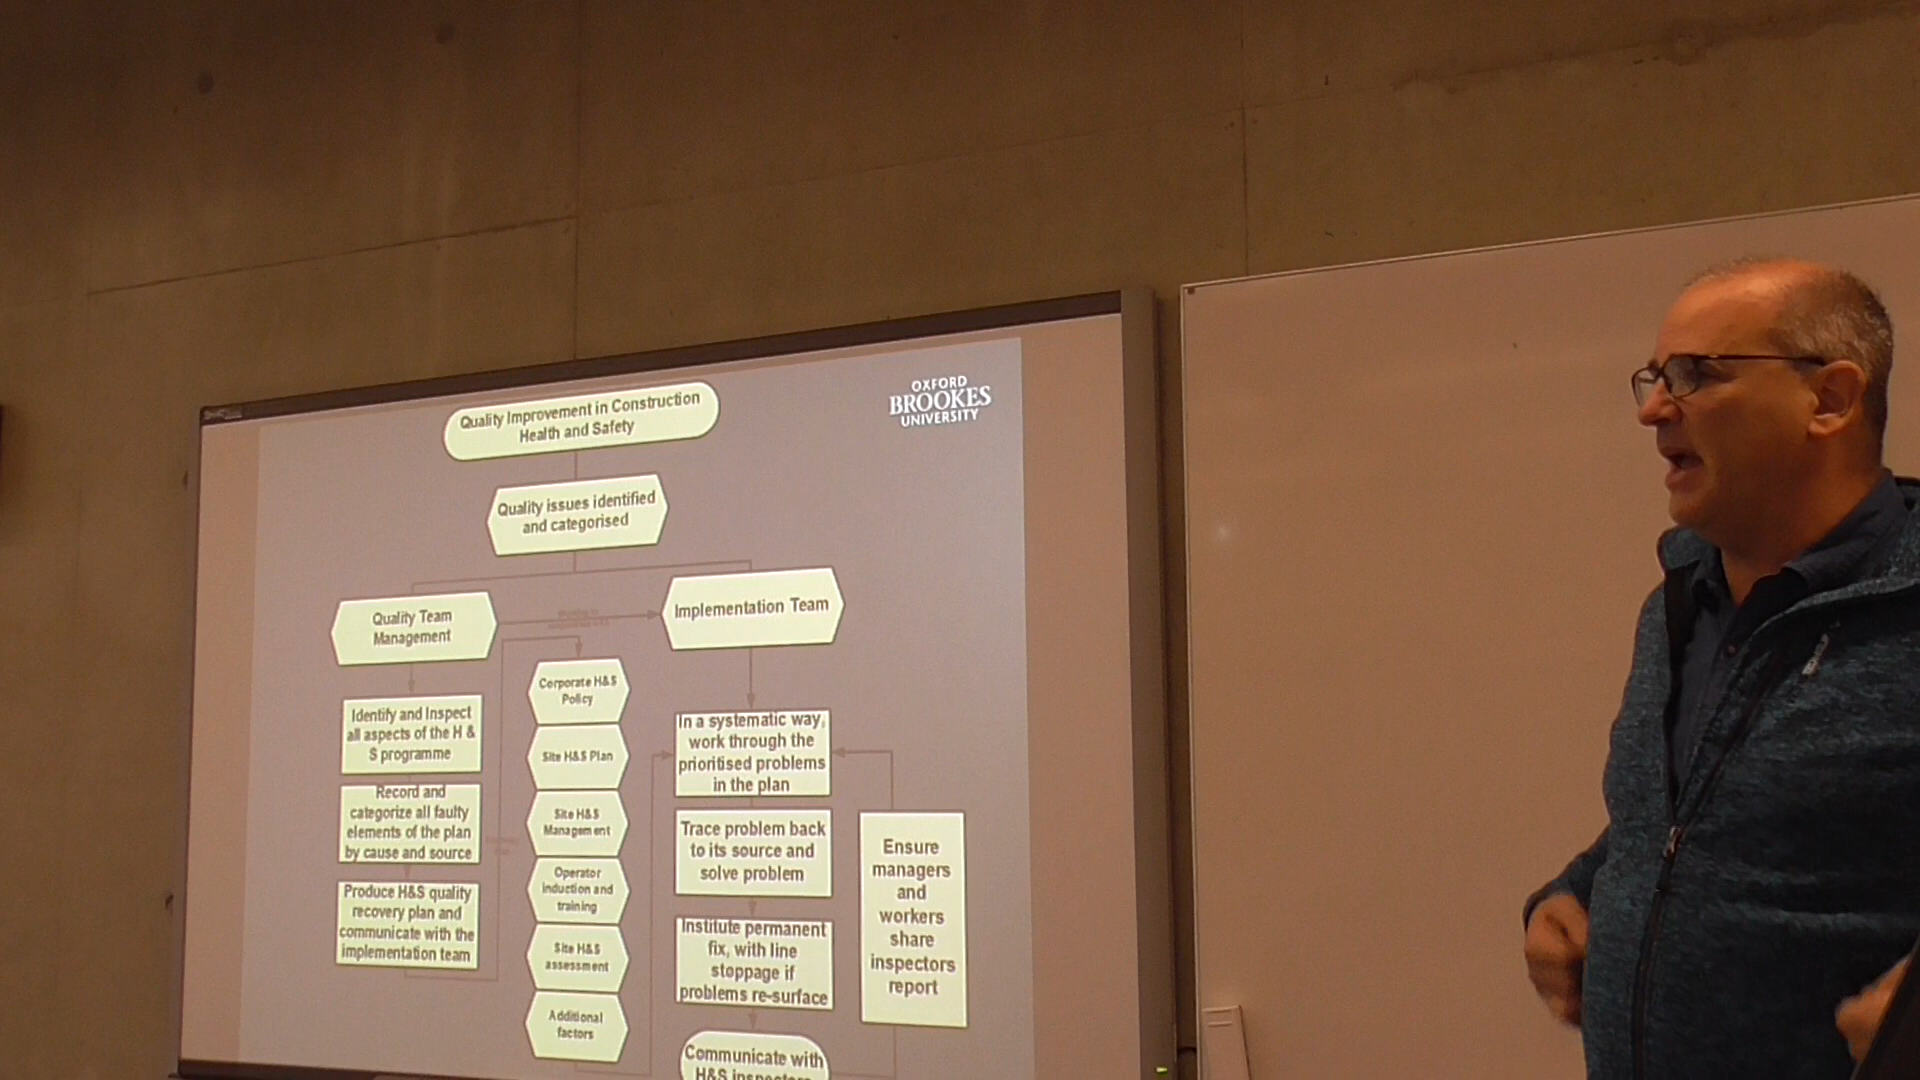 Quality Improvement in Construction
Health and Safety
OXFORD
BROOKES
UNIVERSITY
Quality issues identified
and categorised
Quality Team
Management
Implementation Team
Identify and Inspect
all aspects of the H &
S programme
Record and
categorize all faulty
elements of the plan
by cause and source
Produce H&S quality
recovery plan and
communicate with the
implementation team
Corporate H&S
Policy
Site H&S Plan
Site H&S
Management
Operator
induction and
training
Site H&S
assessment
Additional
factors
In a systematic way,
work through the
prioritised problems
in the plan
Trace problem back
to its source and
solve problem
Institute permanent
fix, with line
stoppage if
problems re-surface
Communicate with
H&S inspectors
Ensure
managers
and
workers
share
inspectors
report